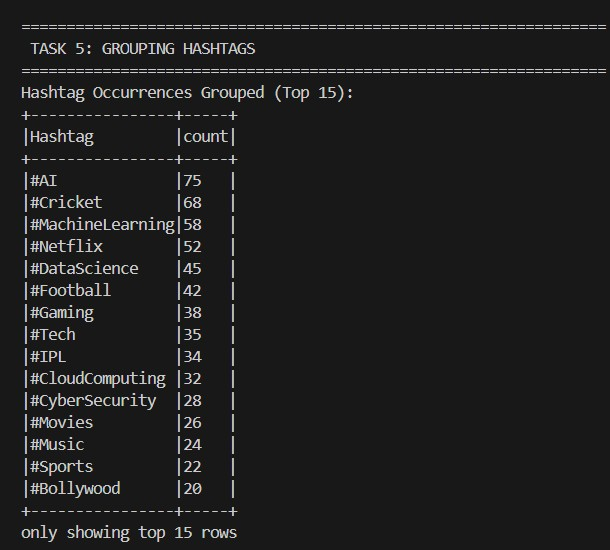 =================================================================
 TASK 5: GROUPING HASHTAGS
=================================================================
Hashtag Occurrences Grouped (Top 15):
+----------------+-----+
|Hashtag         |count|
+----------------+-----+
|#AI             |75   |
|#Cricket        |68   |
|#MachineLearning|58   |
|#Netflix        |52   |
|#DataScience    |45   |
|#Football       |42   |
|#Gaming         |38   |
|#Tech           |35   |
|#IPL            |34   |
|#CloudComputing |32   |
|#CyberSecurity  |28   |
|#Movies         |26   |
|#Music          |24   |
|#Sports         |22   |
|#Bollywood      |20   |
+----------------+-----+
only showing top 15 rows